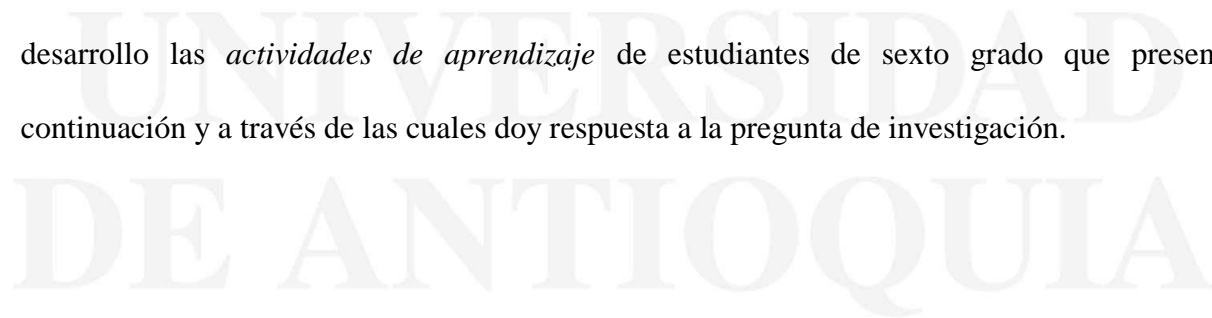 desarrollo las actividades de aprendizaje de estudiantes de sexto grado que presen
continuación y a través de las cuales doy respuesta a la pregunta de investigación.
UNIVERSIDAD
DE ANTIOQUIA